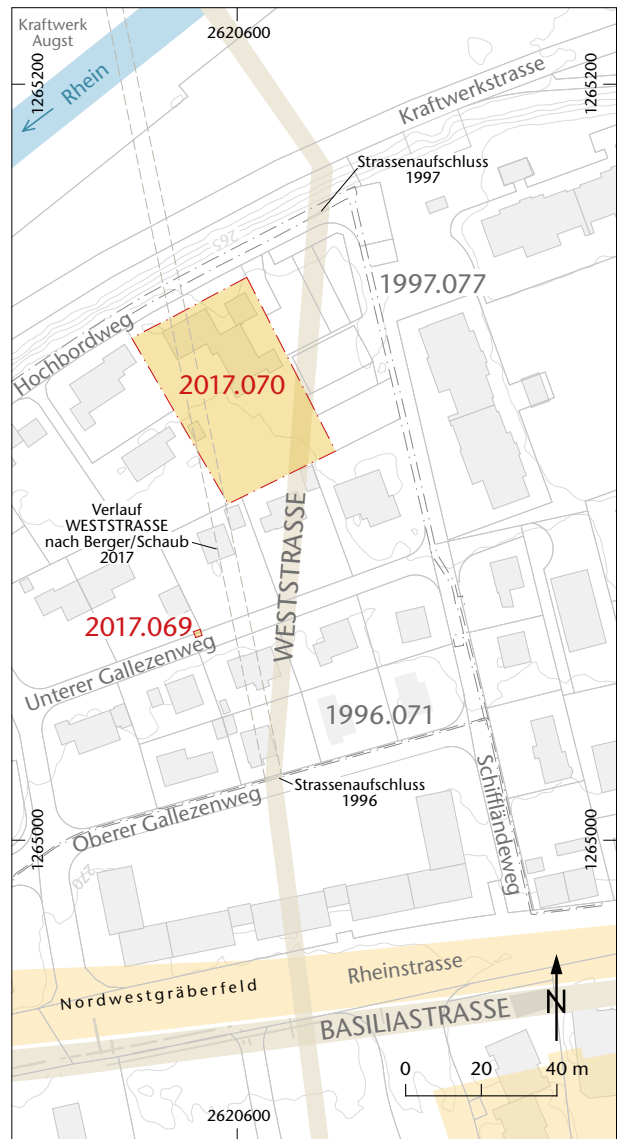 Kraftwerk
Augst
2620600
1265200
1265200
Rhein
Kraftwerkstrasse
Strassenaufschluss
1997
265
1997.077
Hochbordweg
2017.070
Verlauf
WESTSTRASSE
nach Berger/Schaub
2017
WESTSTRASSE
2017.069
Unterer Gallezenweg
1996.071
Strassenaufschluss
1996
Oberer Gallezenweg
Schiffländeweg
1265000
1265000
270
Rheinstrasse
Nordwestgräberfeld
BASILIASTRASSE
N
0 20 40 m
2620600